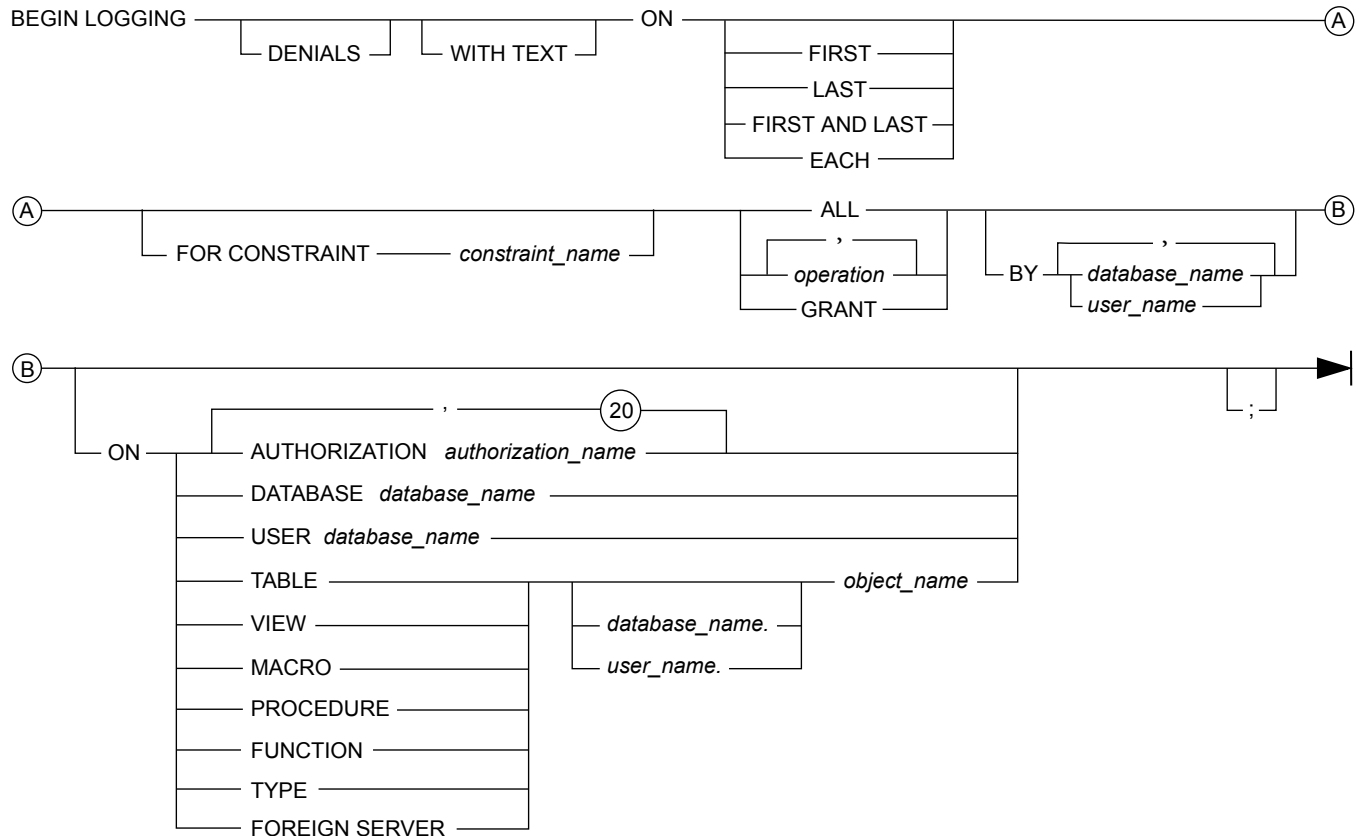 BEGIN LOGGING DENIALS WITH TEXT ON FIRST A
LAST
FIRST AND LAST
EACH
A FOR CONSTRAINT constraint_name ALL B
,
operation
GRANT
BY
,
database_name
user_name
B
ON
, 20
AUTHORIZATION authorization_name
;
DATABASE database_name
USER database_name
TABLE object_name
VIEW database_name.
MACRO user_name.
PROCEDURE
FUNCTION
TYPE
FOREIGN SERVER